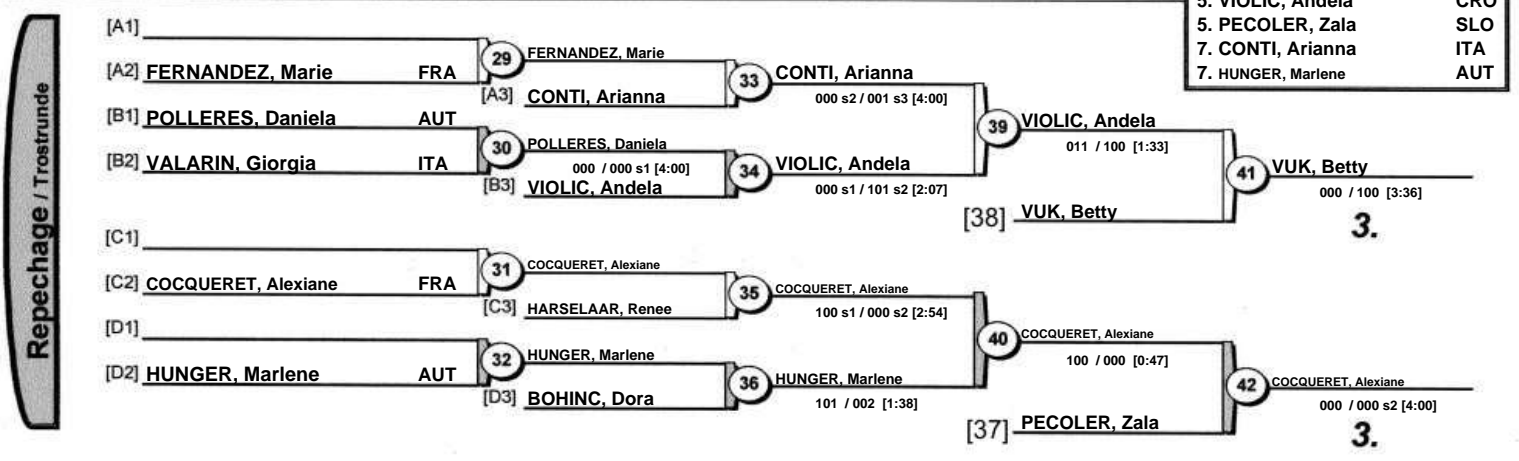 5. VIOLIC, Andela CRO
5. PECOLER, Zala SLO
7. CONTI, Arianna ITA
7. HUNGER, Marlene AUT
Repechage / Trostrunde
[A1]
[A2] FERNANDEZ, Marie FRA
29 FERNANDEZ, Marie
[A3] CONTI, Arianna
33 CONTI, Arianna
000 s2 / 001 s3 [4:00]
[B1] POLLERES, Daniela AUT
[B2] VALARIN, Giorgia ITA
30 POLLERES, Daniela
000 / 000 s1 [4:00]
[B3] VIOLIC, Andela
34 VIOLIC, Andela
000 s1 / 101 s2 [2:07]
39 VIOLIC, Andela
011 / 100 [1:33]
[38] VUK, Betty
41 VUK, Betty
000 / 100 [3:36]
3.
[C1]
[C2] COCQUERET, Alexiane FRA
31 COCQUERET, Alexiane
[C3] HARSELAAR, Renee
35 COCQUERET, Alexiane
100 s1 / 000 s2 [2:54]
[D1]
[D2] HUNGER, Marlene AUT
32 HUNGER, Marlene
[D3] BOHINC, Dora
36 HUNGER, Marlene
101 / 002 [1:38]
40 COCQUERET, Alexiane
100 / 000 [0:47]
[37] PECOLER, Zala
42 COCQUERET, Alexiane
000 / 000 s2 [4:00]
3.